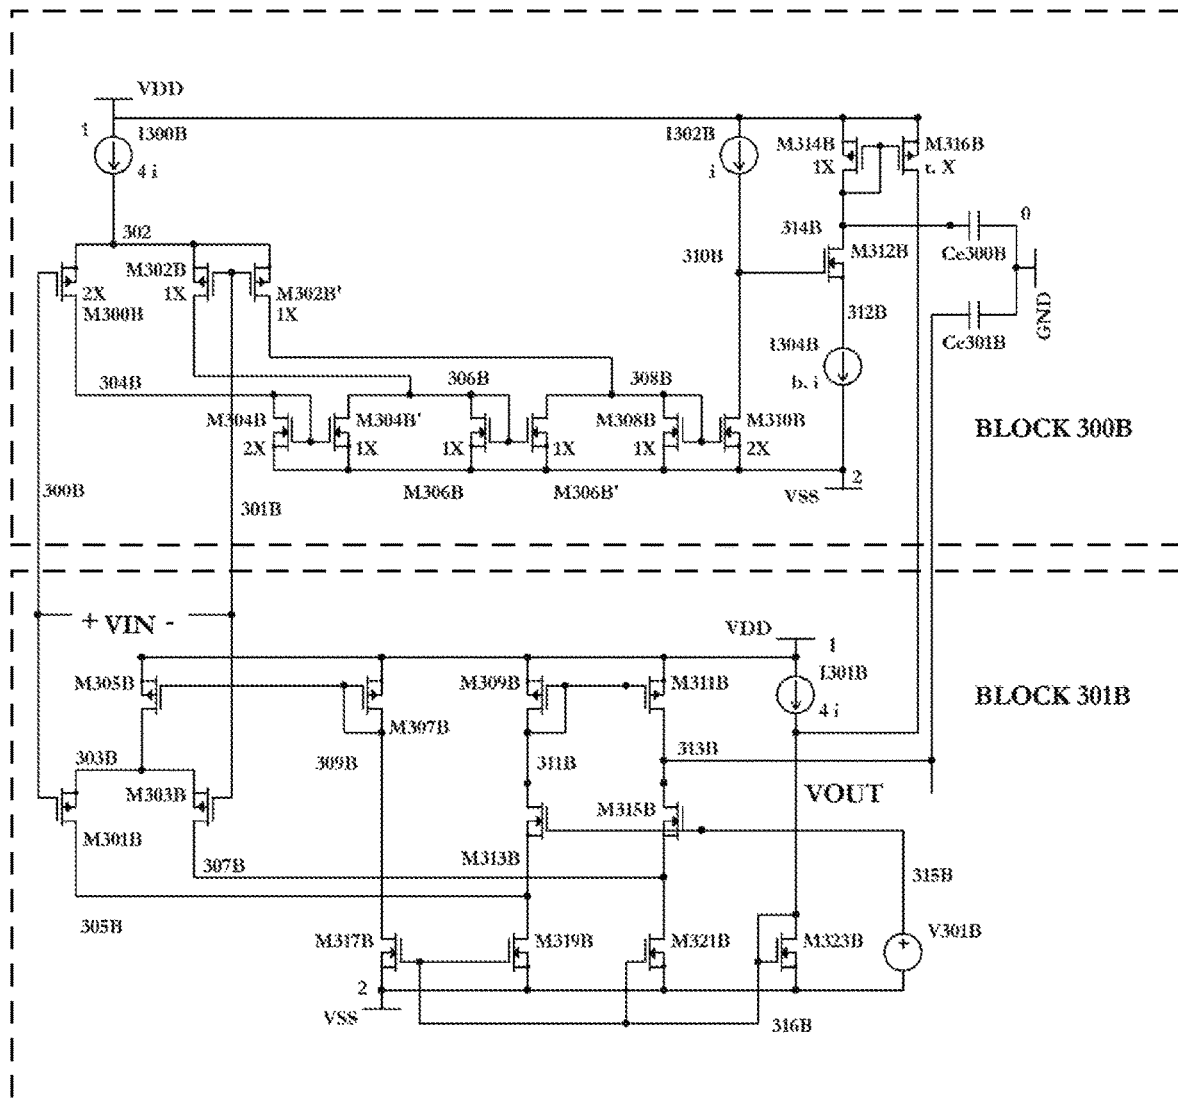 VDD
1
I300B
4 i
I302B
i
M314B
1X
M316B
t. X
302
314B
0
Cc300B
M302B
1X
2X
M300B
M302B'
1X
310B
M312B
312B
GND
Cc301B
I304B
b. i
304B
306B
308B
M304B
2X
M304B'
1X
1X
1X
M308B
1X
M310B
2X
BLOCK 300B
M306B
M306B'
VSS
2
300B
301B
+ VIN -
VDD
1
I301B
4 i
M305B
M307B
M309B
M311B
BLOCK 301B
303B
309B
311B
313B
M303B
M301B
VOUT
M315B
M313B
307B
305B
315B
M317B
M319B
M321B
M323B
V301B
+
2
VSS
316B